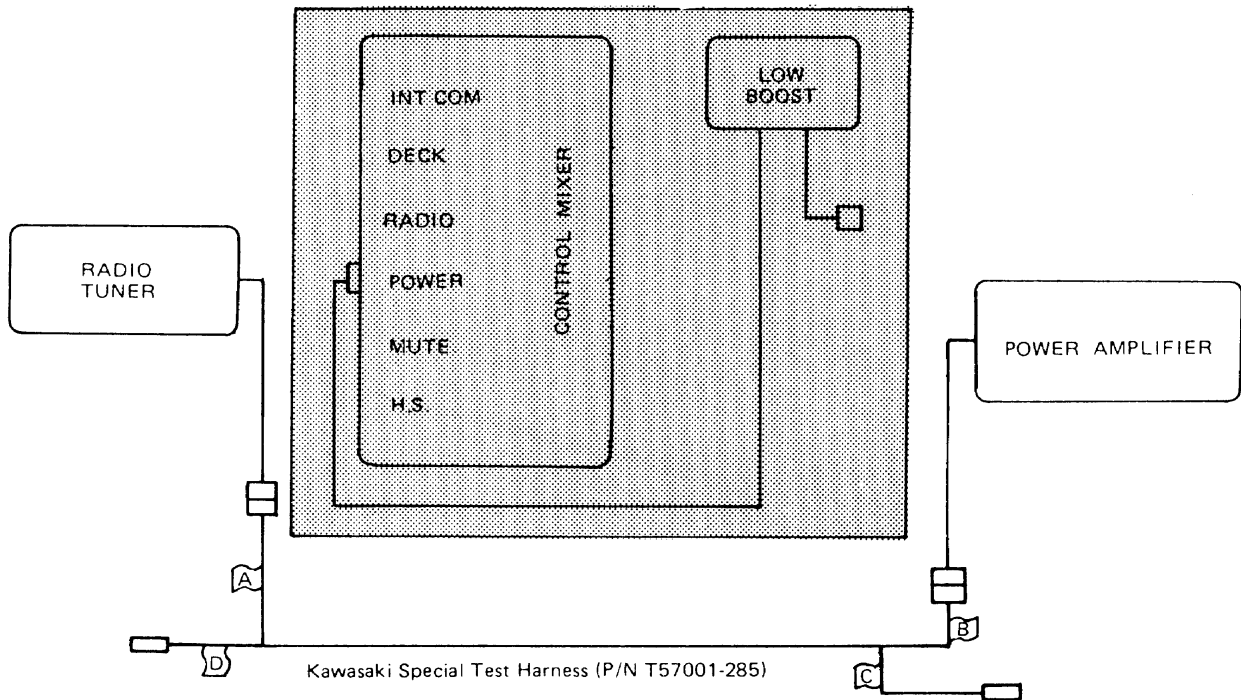 INT COM
DECK
RADIO
POWER
MUTE
H.S.
CONTROL MIXER
LOW
BOOST
RADIO
TUNER
POWER AMPLIFIER
A
B
C
D
Kawasaki Special Test Harness (P/N T57001-285)